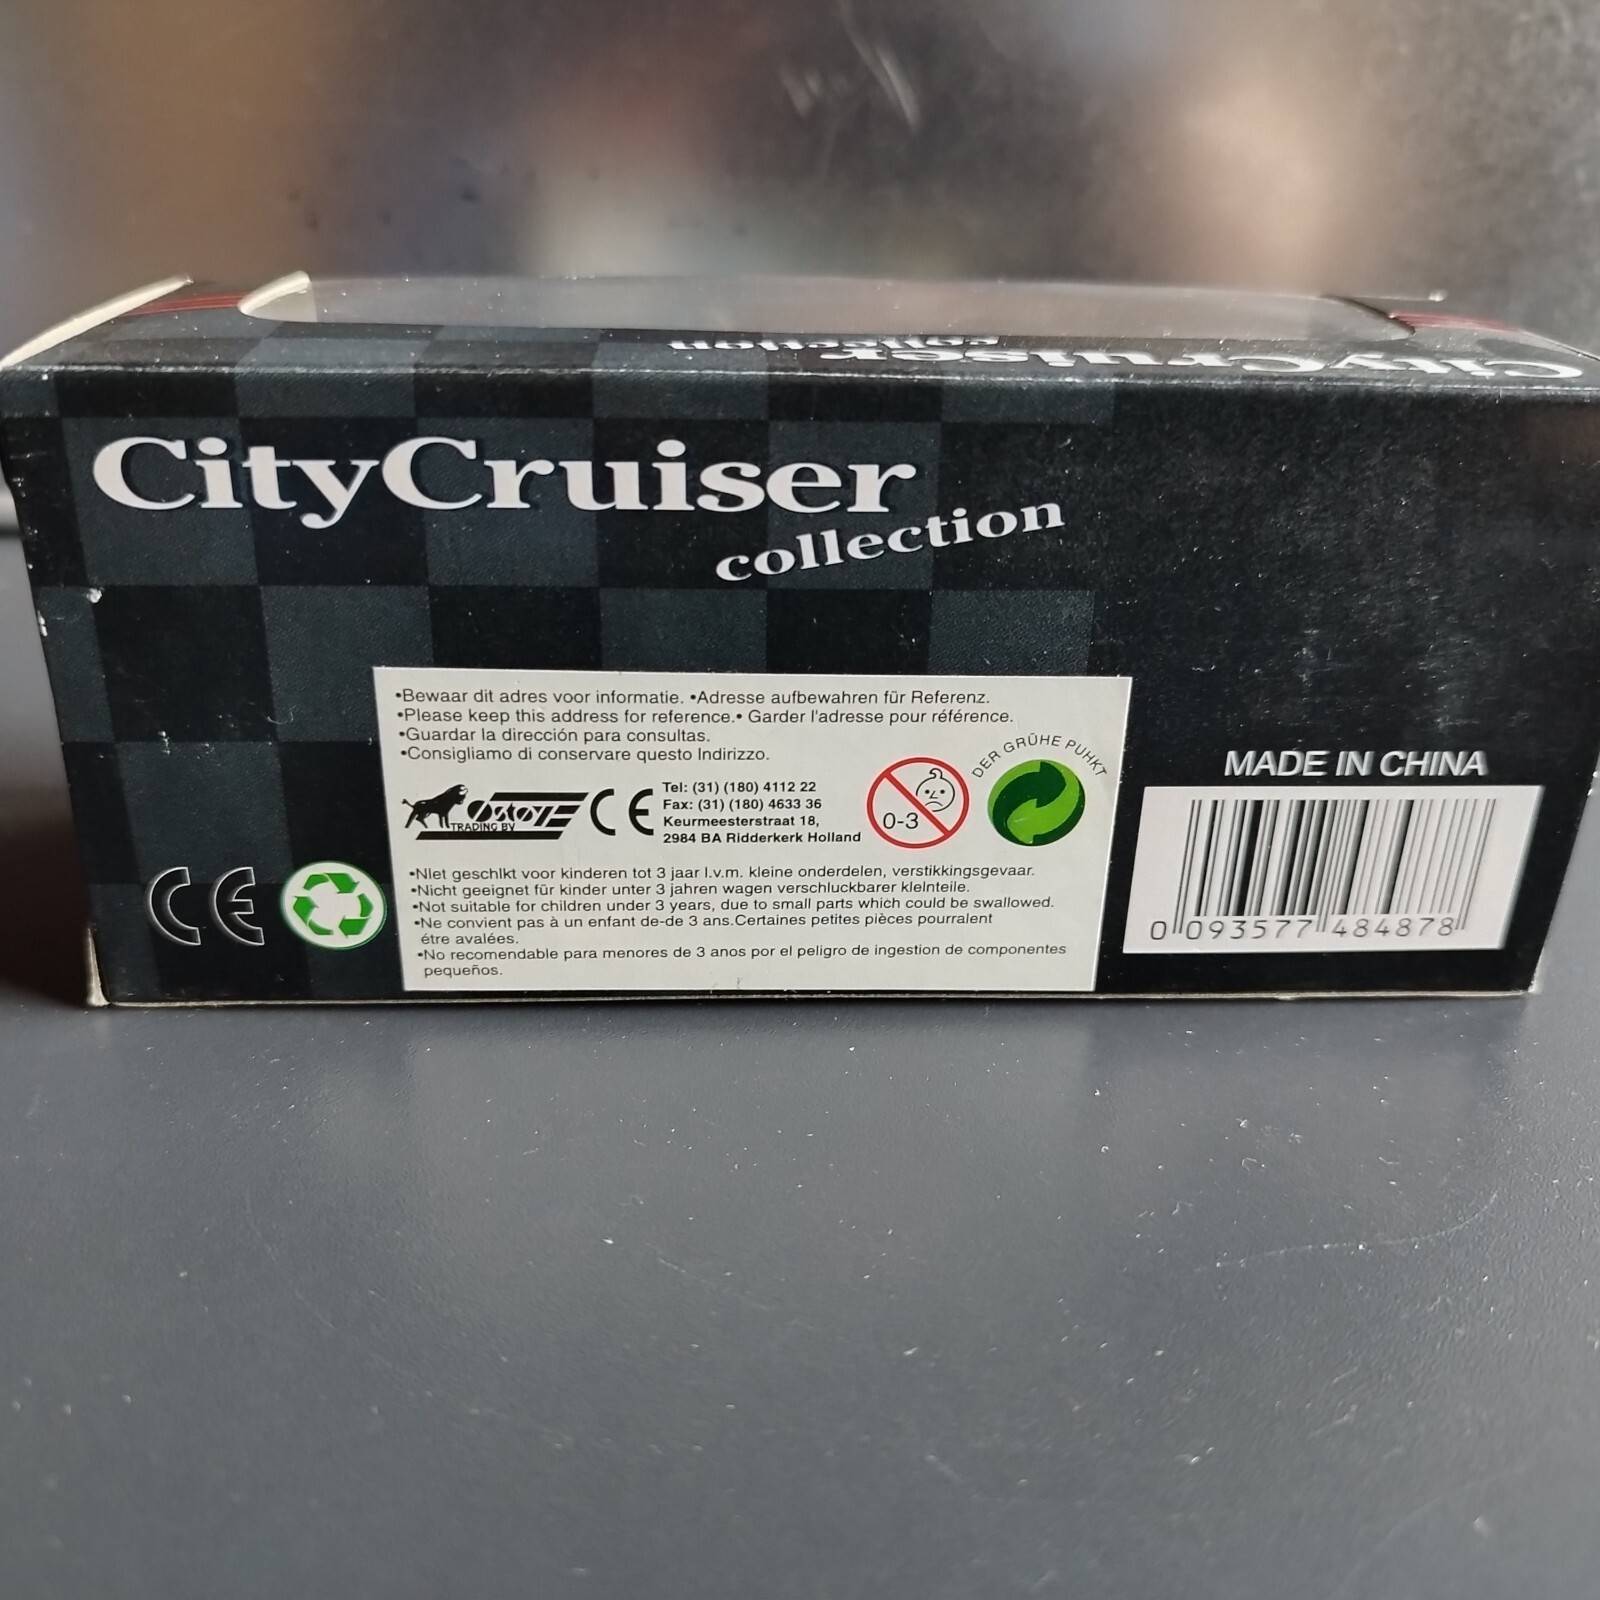 CityCruiser
collection
CityCruiser
collection
•Bewaar dit adres voor informatie. •Adresse aufbewahren für Referenz.
•Please keep this address for reference.• Garder l'adresse pour référence.
•Guardar la dirección para consultas.
•Consigliamo di conservare questo Indirizzo.
Ostoy
TRADING BV
CE
Tel: (31) (180) 4112 22
Fax: (31) (180) 4633 36
Keurmeesterstraat 18,
2984 BA Ridderkerk Holland
0-3
DER GRÜHE PUHKT
•NIet geschIkt voor kinderen tot 3 jaar I.v.m. kleine onderdelen, verstikkingsgevaar.
•Nicht geeignet für kinder unter 3 jahren wagen verschluckbarer kleInteile.
•Not suitable for children under 3 years, due to small parts which could be swallowed.
•Ne convient pas à un enfant de-de 3 ans.Certaines petites pièces pourralent
étre avalées.
•No recomendable para menores de 3 anos por el peligro de ingestion de componentes
pequeños.
CE
MADE IN CHINA
0 093577 484878